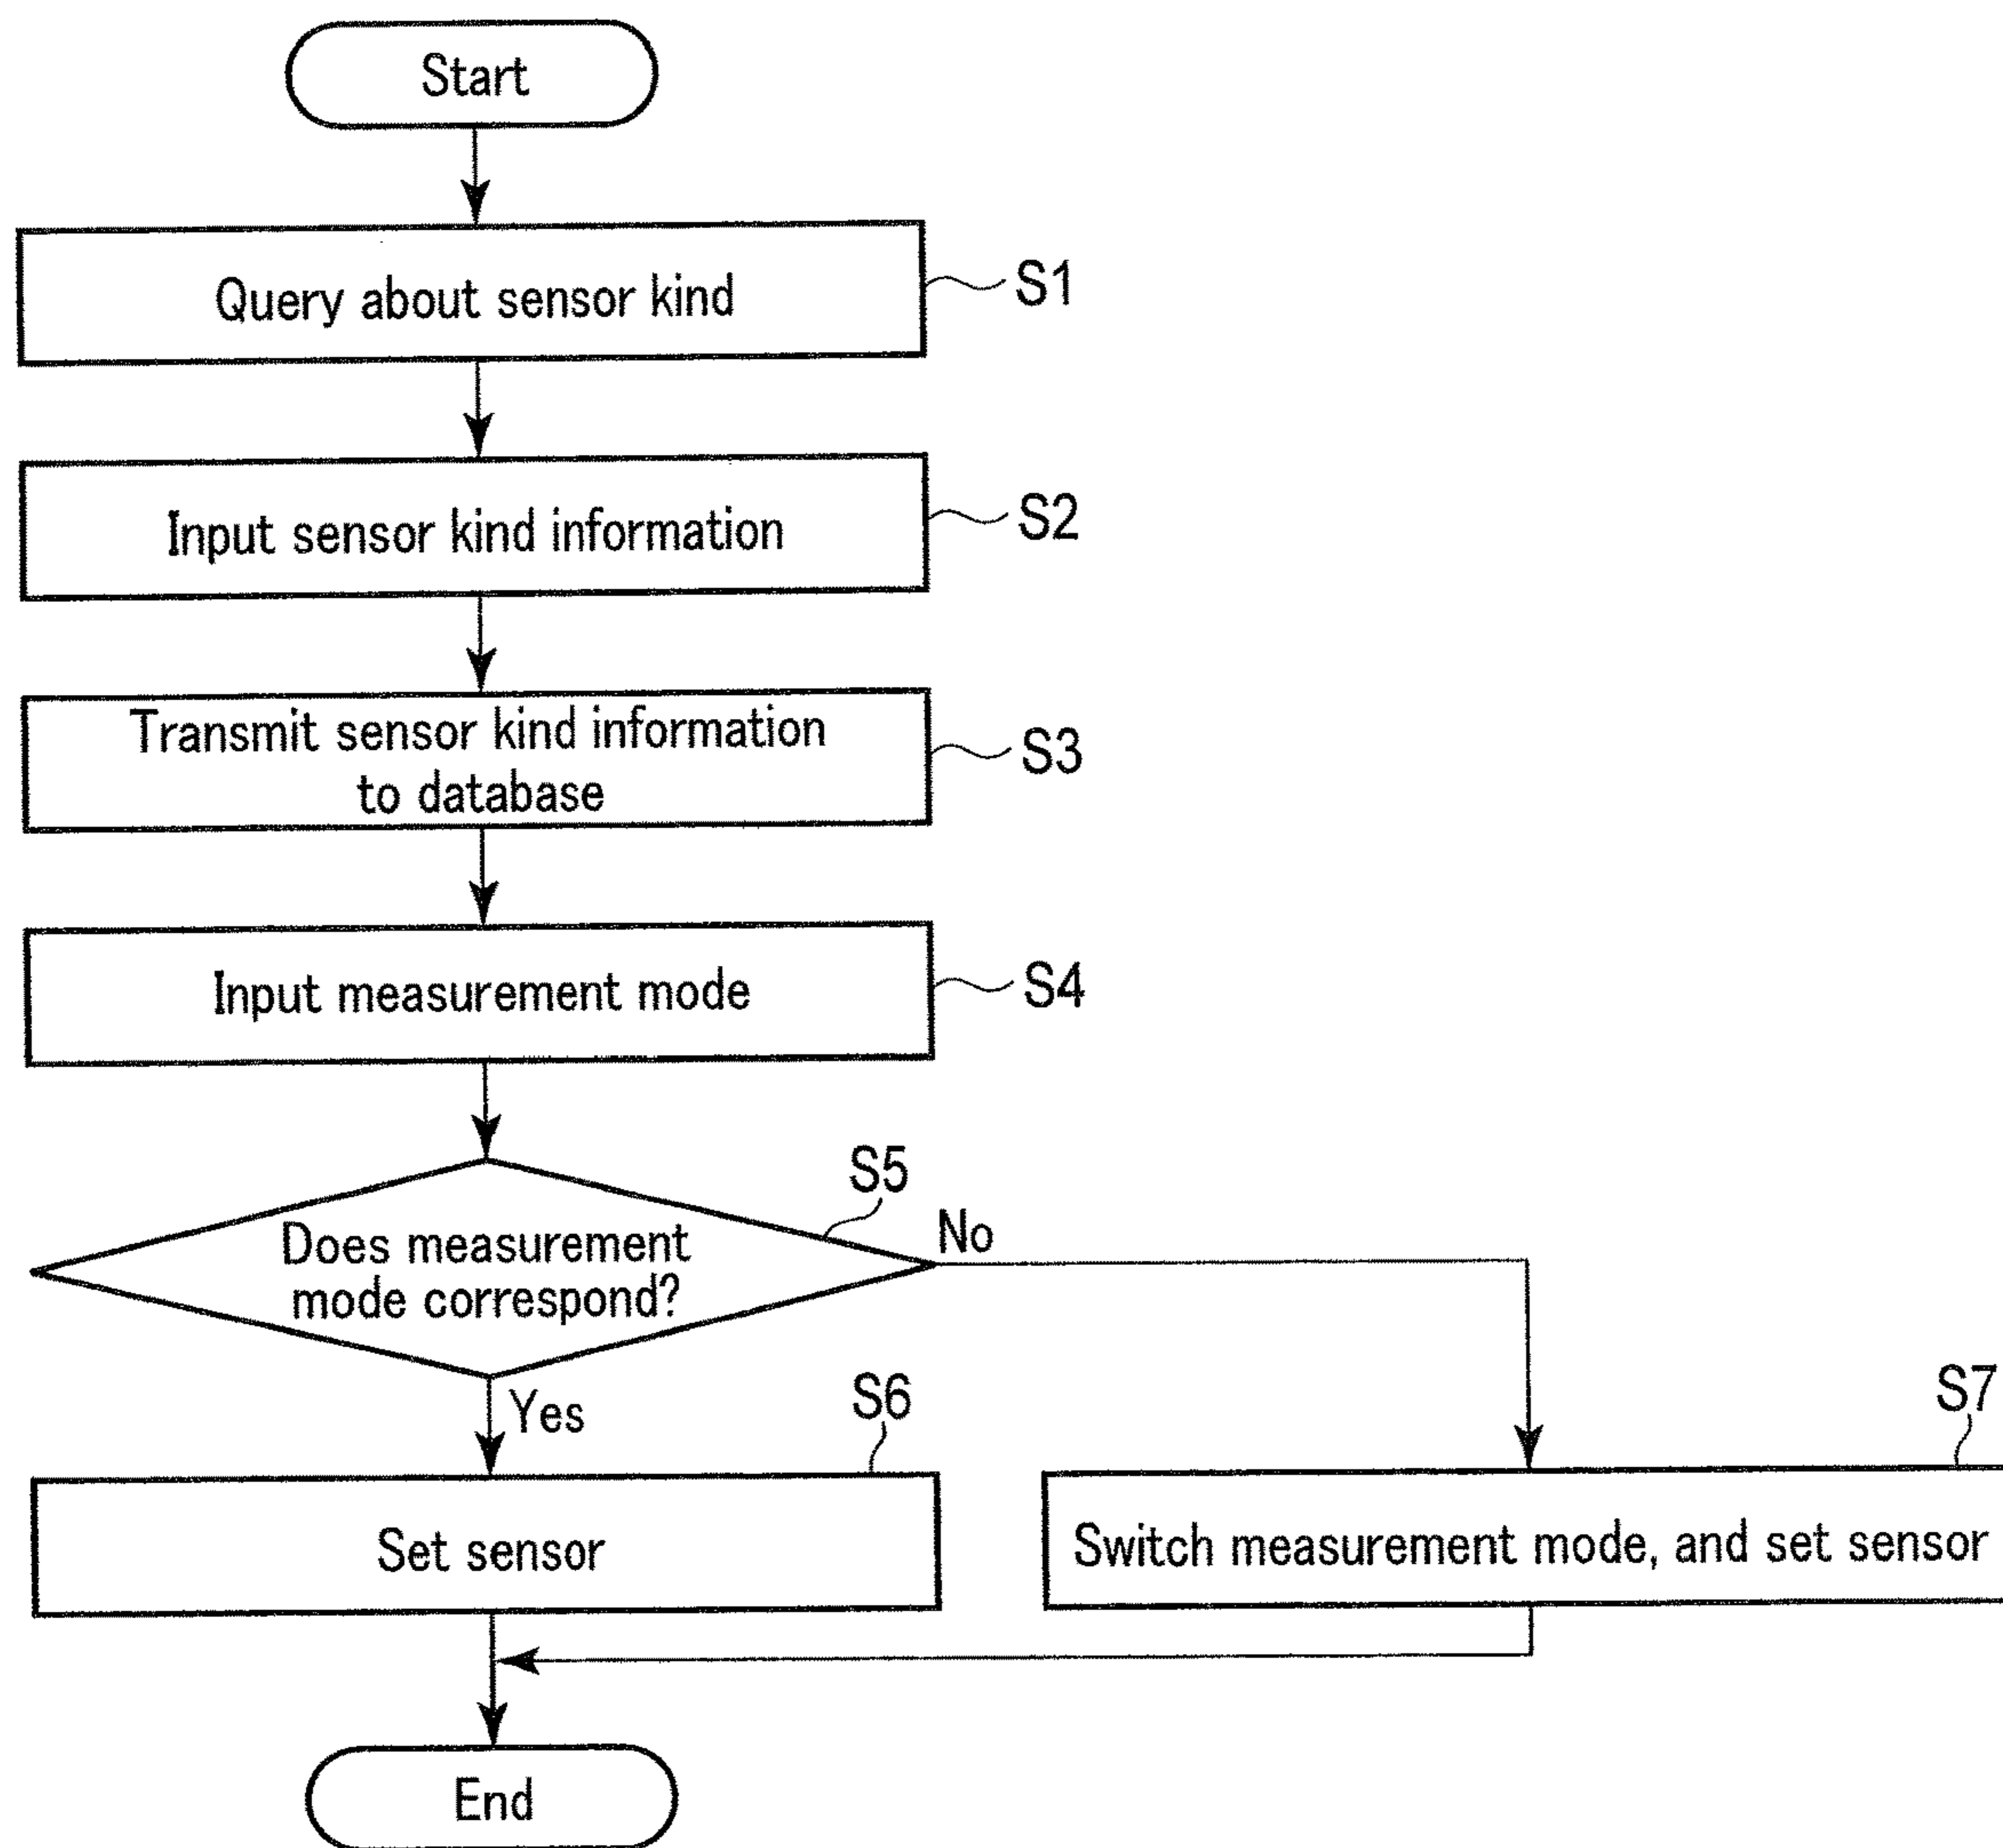 Start
Query about sensor kind
S1
Input sensor kind information
S2
Transmit sensor kind information
to database
S3
Input measurement mode
S4
S5
Does measurement
mode correspond?
No
Yes
S6
Set sensor
S7
Switch measurement mode, and set sensor
End